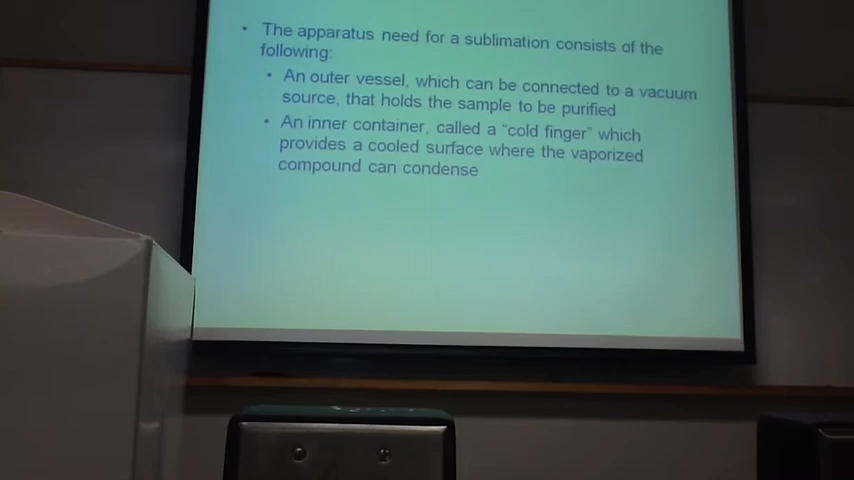 • The apparatus need for a sublimation consists of the
following:
• An outer vessel, which can be connected to a vacuum
source, that holds the sample to be purified
• An inner container, called a “cold finger” which
provides a cooled surface where the vaporized
compound can condense